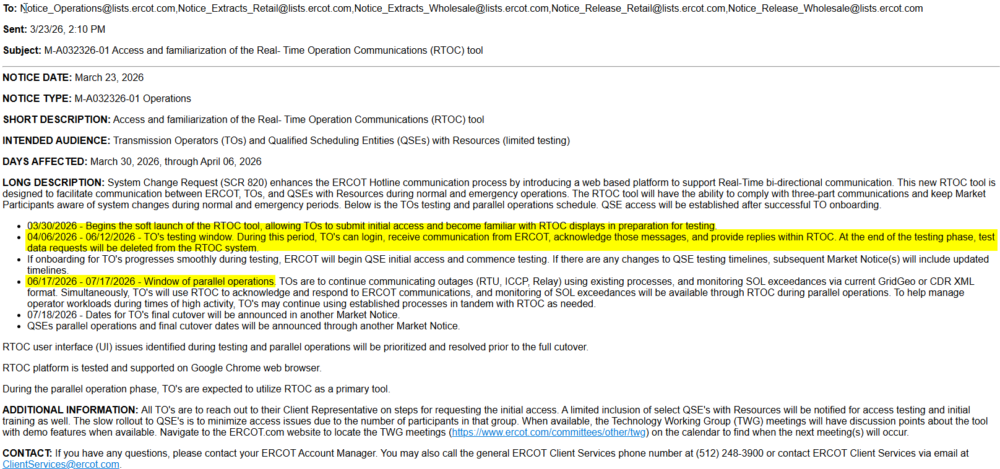 To: Notice_Operations@lists.ercot.com,Notice_Extracts_Retail@lists.ercot.com,Notice_Extracts_Wholesale@lists.ercot.com,Notice_Release_Retail@lists.ercot.com,Notice_Release_Wholesale@lists.ercot.com
Sent: 3/23/26, 2:10 PM
Subject: M-A032326-01 Access and familiarization of the Real- Time Operation Communications (RTOC) tool
NOTICE DATE: March 23, 2026
NOTICE TYPE: M-A032326-01 Operations
SHORT DESCRIPTION: Access and familiarization of the Real- Time Operation Communications (RTOC) tool
INTENDED AUDIENCE: Transmission Operators (TOs) and Qualified Scheduling Entities (QSEs) with Resources (limited testing)
DAYS AFFECTED: March 30, 2026, through April 06, 2026
LONG DESCRIPTION: System Change Request (SCR 820) enhances the ERCOT Hotline communication process by introducing a web based platform to support Real-Time bi-directional communication. This new RTOC tool is
designed to facilitate communication between ERCOT, TOs, and QSEs with Resources during normal and emergency operations. The RTOC tool will have the ability to comply with three-part communications and keep Market
Participants aware of system changes during normal and emergency periods. Below is the TOs testing and parallel operations schedule. QSE access will be established after successful TO onboarding.
• 03/30/2026 - Begins the soft launch of the RTOC tool, allowing TOs to submit initial access and become familiar with RTOC displays in preparation for testing.
• 04/06/2026 - 06/12/2026 - TO's testing window. During this period, TO's can login, receive communication from ERCOT, acknowledge those messages, and provide replies within RTOC. At the end of the testing phase, test
data requests will be deleted from the RTOC system.
• If onboarding for TO's progresses smoothly during testing, ERCOT will begin QSE initial access and commence testing. If there are any changes to QSE testing timelines, subsequent Market Notice(s) will include updated
timelines.
• 06/17/2026 - 07/17/2026 - Window of parallel operations. TOs are to continue communicating outages (RTU, ICCP, Relay) using existing processes, and monitoring SOL exceedances via current GridGeo or CDR XML
format. Simultaneously, TO's will use RTOC to acknowledge and respond to ERCOT communications, and monitoring of SOL exceedances will be available through RTOC during parallel operations. To help manage
operator workloads during times of high activity, TO's may continue using established processes in tandem with RTOC as needed.
• 07/18/2026 - Dates for TO's final cutover will be announced in another Market Notice.
• QSEs parallel operations and final cutover dates will be announced through another Market Notice.
RTOC user interface (UI) issues identified during testing and parallel operations will be prioritized and resolved prior to the full cutover.
RTOC platform is tested and supported on Google Chrome web browser.
During the parallel operation phase, TO's are expected to utilize RTOC as a primary tool.
ADDITIONAL INFORMATION: All TO's are to reach out to their Client Representative on steps for requesting the initial access. A limited inclusion of select QSE's with Resources will be notified for access testing and initial
training as well. The slow rollout to QSE's is to minimize access issues due to the number of participants in that group. When available, the Technology Working Group (TWG) meetings will have discussion points about the tool
with demo features when available. Navigate to the ERCOT.com website to locate the TWG meetings (https://www.ercot.com/committees/other/twg) on the calendar to find when the next meeting(s) will occur.
CONTACT: If you have any questions, please contact your ERCOT Account Manager. You may also call the general ERCOT Client Services phone number at (512) 248-3900 or contact ERCOT Client Services via email at
ClientServices@ercot.com.